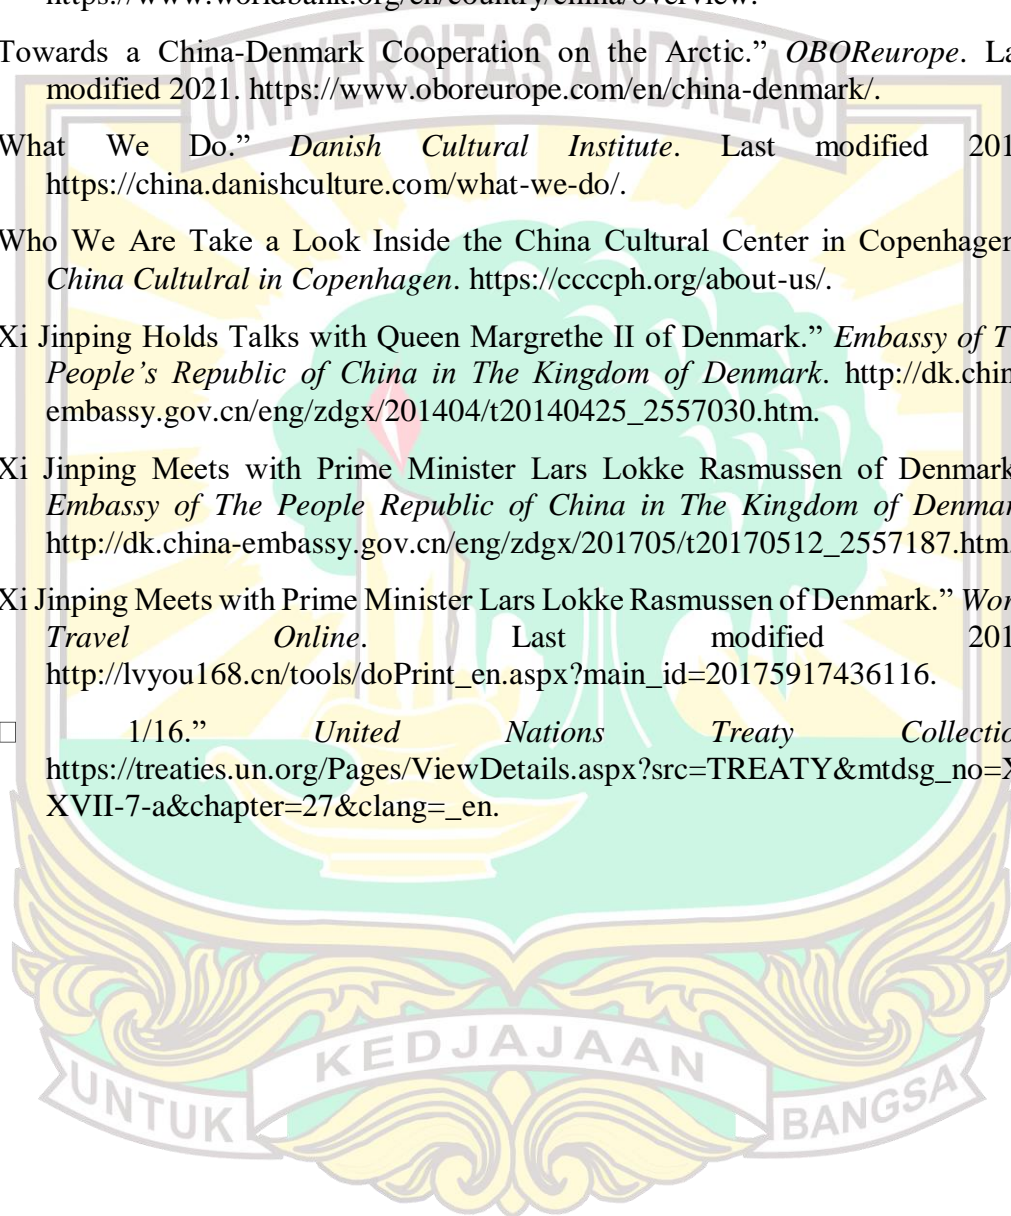 https://www.worldbank.org/en/country/china/overview.
Towards a China-Denmark Cooperation on the Arctic.” OBOReurope. La
modified 2021. https://www.oboreurope.com/en/china-denmark/.
What We Do.” Danish Cultural Institute. Last modified 201
https://china.danishculture.com/what-we-do/.
Who We Are Take a Look Inside the China Cultural Center in Copenhagen
China Cultulral in Copenhagen. https://ccccph.org/about-us/.
Xi Jinping Holds Talks with Queen Margrethe II of Denmark.” Embassy of T
People’s Republic of China in The Kingdom of Denmark. http://dk.chin
embassy.gov.cn/eng/zdgx/201404/t20140425_2557030.htm.
Xi Jinping Meets with Prime Minister Lars Lokke Rasmussen of Denmark
Embassy of The People Republic of China in The Kingdom of Denmar
http://dk.china-embassy.gov.cn/eng/zdgx/201705/t20170512_2557187.htm.
Xi Jinping Meets with Prime Minister Lars Lokke Rasmussen of Denmark.” Wor
Travel Online. Last modified 201
http://lvyou168.cn/tools/doPrint_en.aspx?main_id=20175917436116.
□ 1/16.” United Nations Treaty Collectio
https://treaties.un.org/Pages/ViewDetails.aspx?src=TREATY&mtdsg_no=X
XVII-7-a&chapter=27&clang=_en.
UNIVERSITAS ANDALAS
UNTUK KEDJAJAAN BANGSA